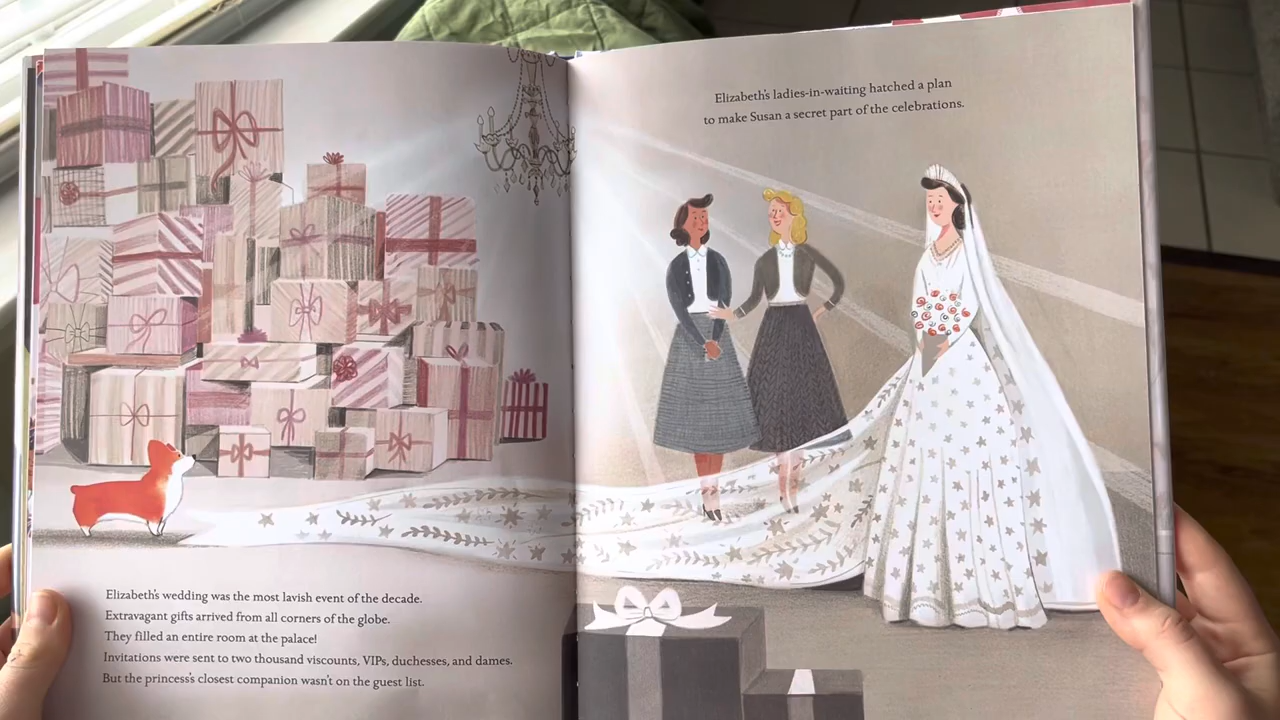 Elizabeth's wedding was the most lavish event of the decade.
Extravagant gifts arrived from all corners of the globe.
They filled an entire room at the palace!
Invitations were sent to two thousand viscounts, VIPs, duchesses, and dames.
But the princess's closest companion wasn't on the guest list.
Elizabeth's ladies-in-waiting hatched a plan
to make Susan a secret part of the celebrations.